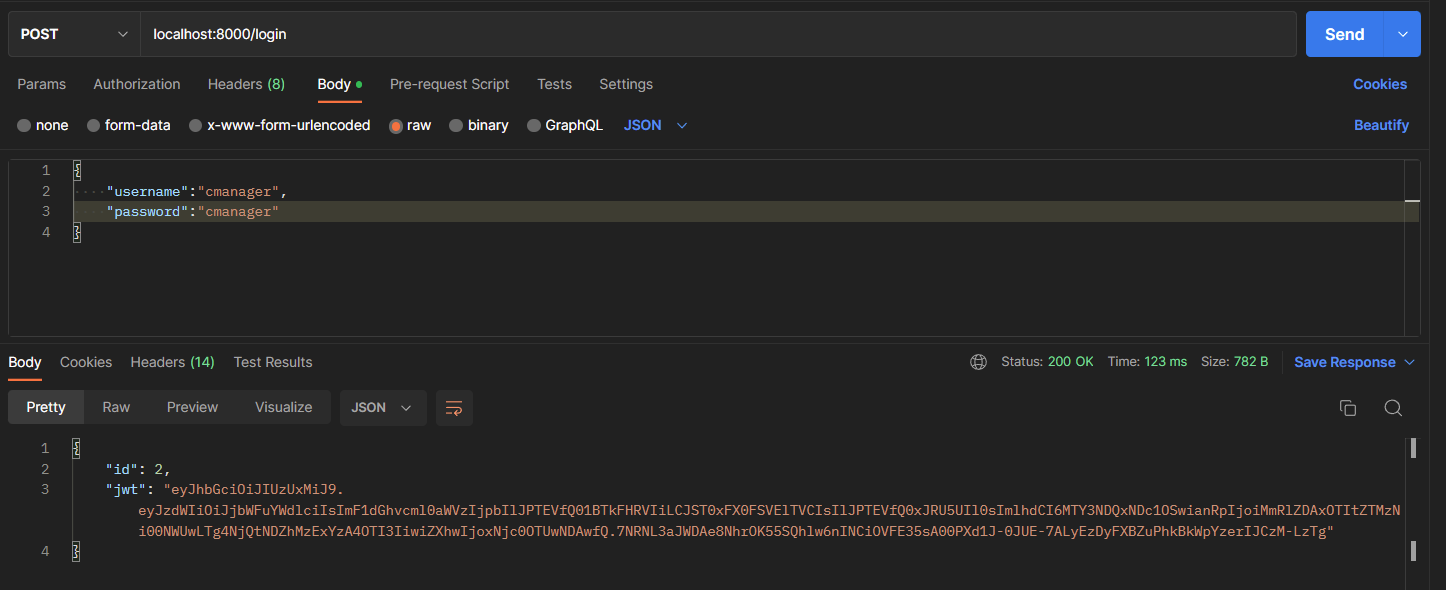 POST localhost:8000/login Send
Params Authorization Headers (8) Body Pre-request Script Tests Settings Cookies
none form-data x-www-form-urlencoded raw binary GraphQL JSON Beautify
1 {
2 "username":"cmanager",
3 "password":"cmanager"
4 }
Body Cookies Headers (14) Test Results Status: 200 OK Time: 123 ms Size: 782 B Save Response
Pretty Raw Preview Visualize JSON
1 {
2 "id": 2,
3 "jwt": "eyJhbGciOiJIUzUxMiJ9.
eyJzdWIiOiJjbWFuYWdlciIsImF1dGhvcml0aWVzIjpbIlJPTEVfQ01BTkFHRVIiLCJST0xFX0FSVElTVCIsIlJPTEVfQ0xJRU5UIl0sImlhdCI6MTY3NDQxNDc1OSwianRpIjoiMmRlZDAxOTItZTMzN
i00NWUwLTg4NjQtNDZhMzExYzA4OTI3IiwiZXhwIjoxNjc0OTUwNDAwfQ.7NRNL3aJWDAe8NhrOK55SQhlw6nINCiOVFE35sA00PXd1J-0JUE-7ALyEzDyFXBZuPhkBkWpYzerIJCzM-LzTg"
4 }